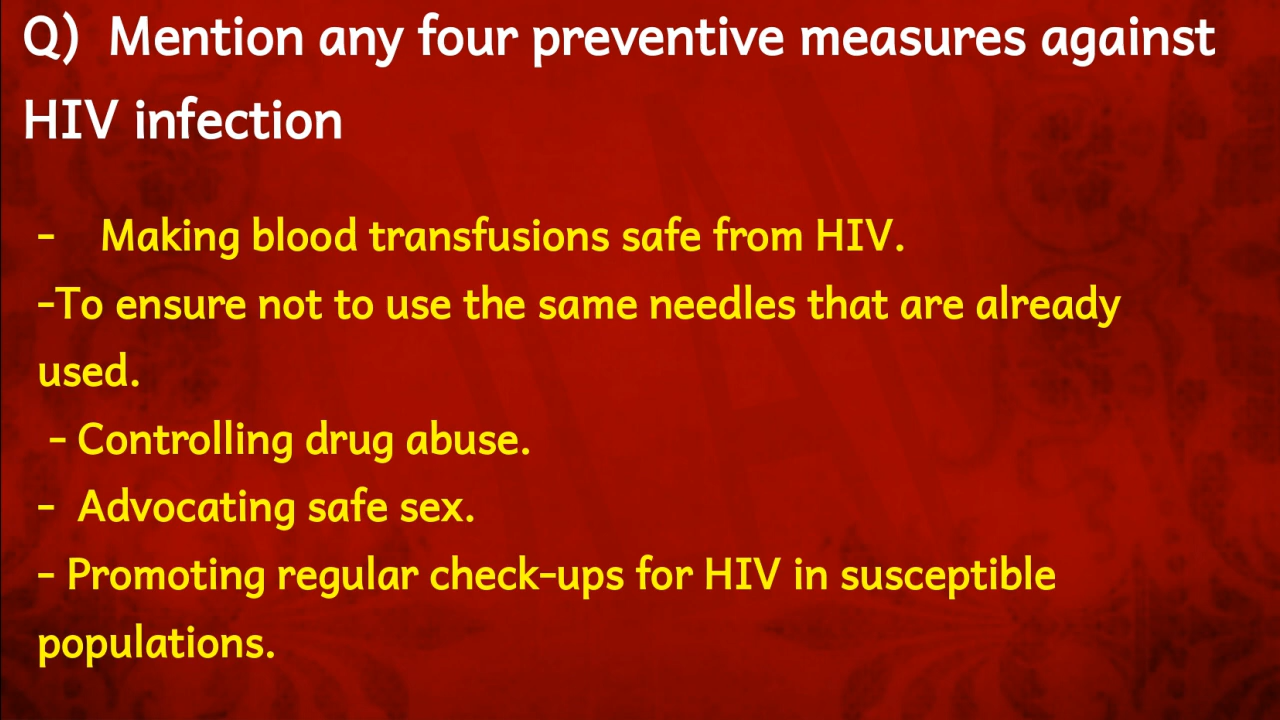 Q) Mention any four preventive measures against
HIV infection
- Making blood transfusions safe from HIV.
-To ensure not to use the same needles that are already
used.
- Controlling drug abuse.
- Advocating safe sex.
- Promoting regular check-ups for HIV in susceptible
populations.